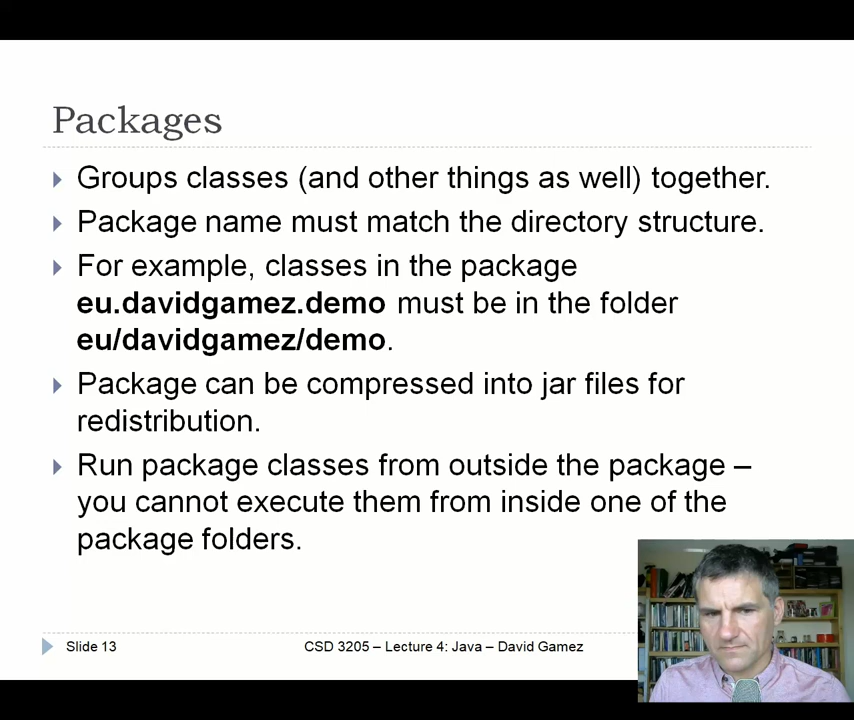 Packages
Groups classes (and other things as well) together.
Package name must match the directory structure.
For example, classes in the package
eu.davidgamez.demo must be in the folder
eu/davidgamez/demo.
Package can be compressed into jar files for
redistribution.
Run package classes from outside the package –
you cannot execute them from inside one of the
package folders.
Slide 13
CSD 3205 – Lecture 4: Java – David Gamez